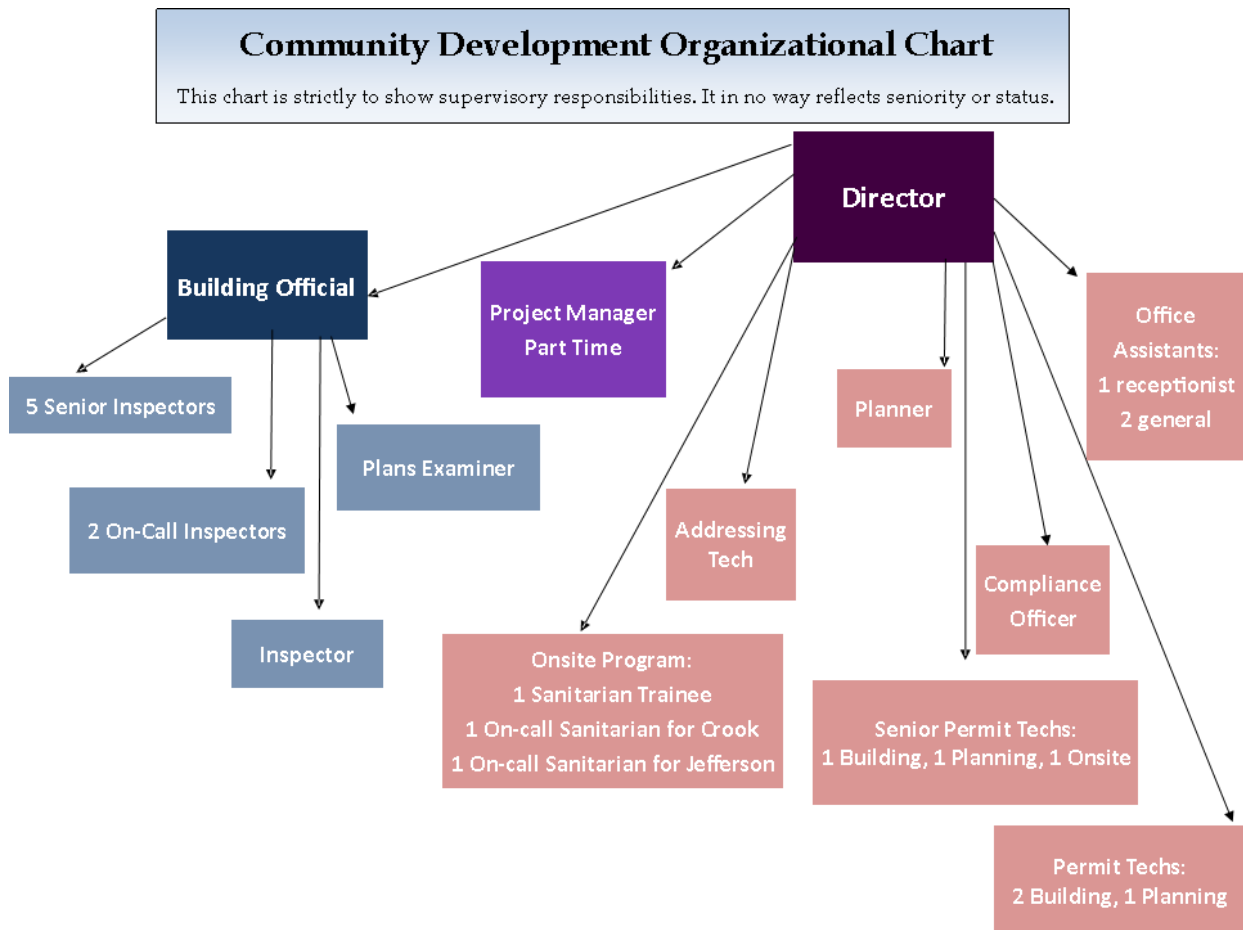 Community Development Organizational Chart
This chart is strictly to show supervisory responsibilities. It in no way reflects seniority or status.
Director
Building Official
Project Manager
Part Time
Office
Assistants:
1 receptionist
2 general
5 Senior Inspectors
Planner
Plans Examiner
2 On-Call Inspectors
Addressing
Tech
Compliance
Officer
Inspector
Onsite Program:
1 Sanitarian Trainee
1 On-call Sanitarian for Crook
1 On-call Sanitarian for Jefferson
Senior Permit Techs:
1 Building, 1 Planning, 1 Onsite
Permit Techs:
2 Building, 1 Planning